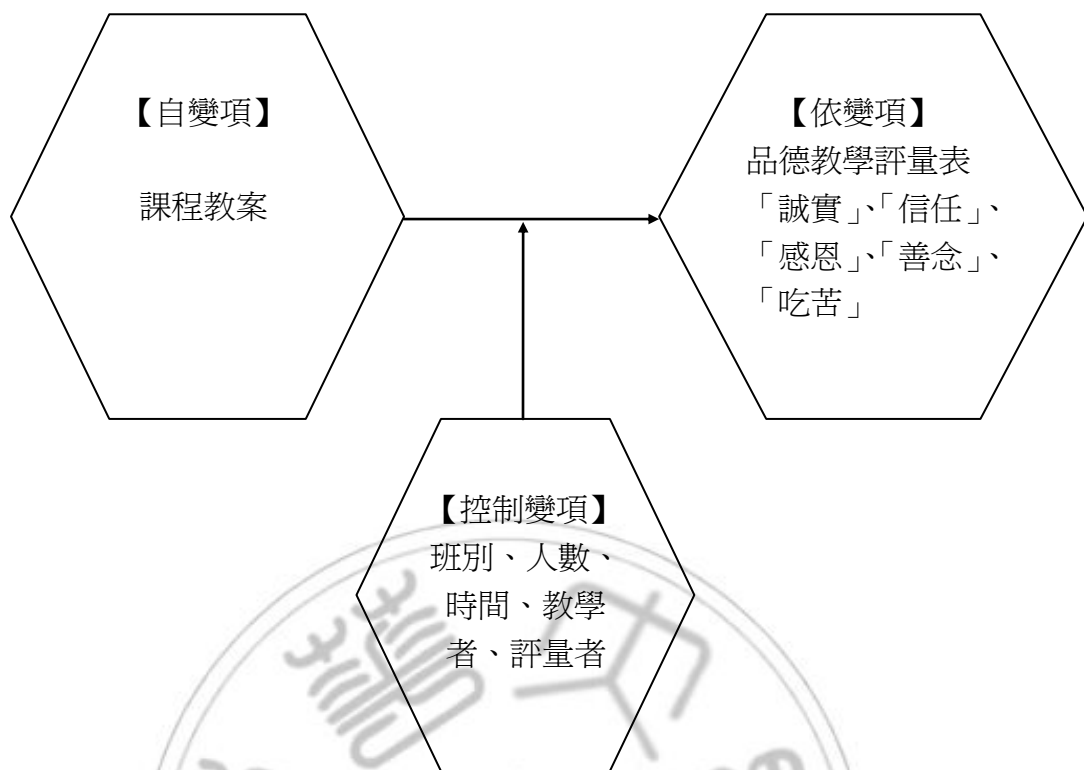 【自變項】
課程教案
【依變項】
品德教學評量表
「誠實」、「信任」、
「感恩」、「善念」、
「吃苦」
【控制變項】
班別、人數、
時間、教學
者、評量者